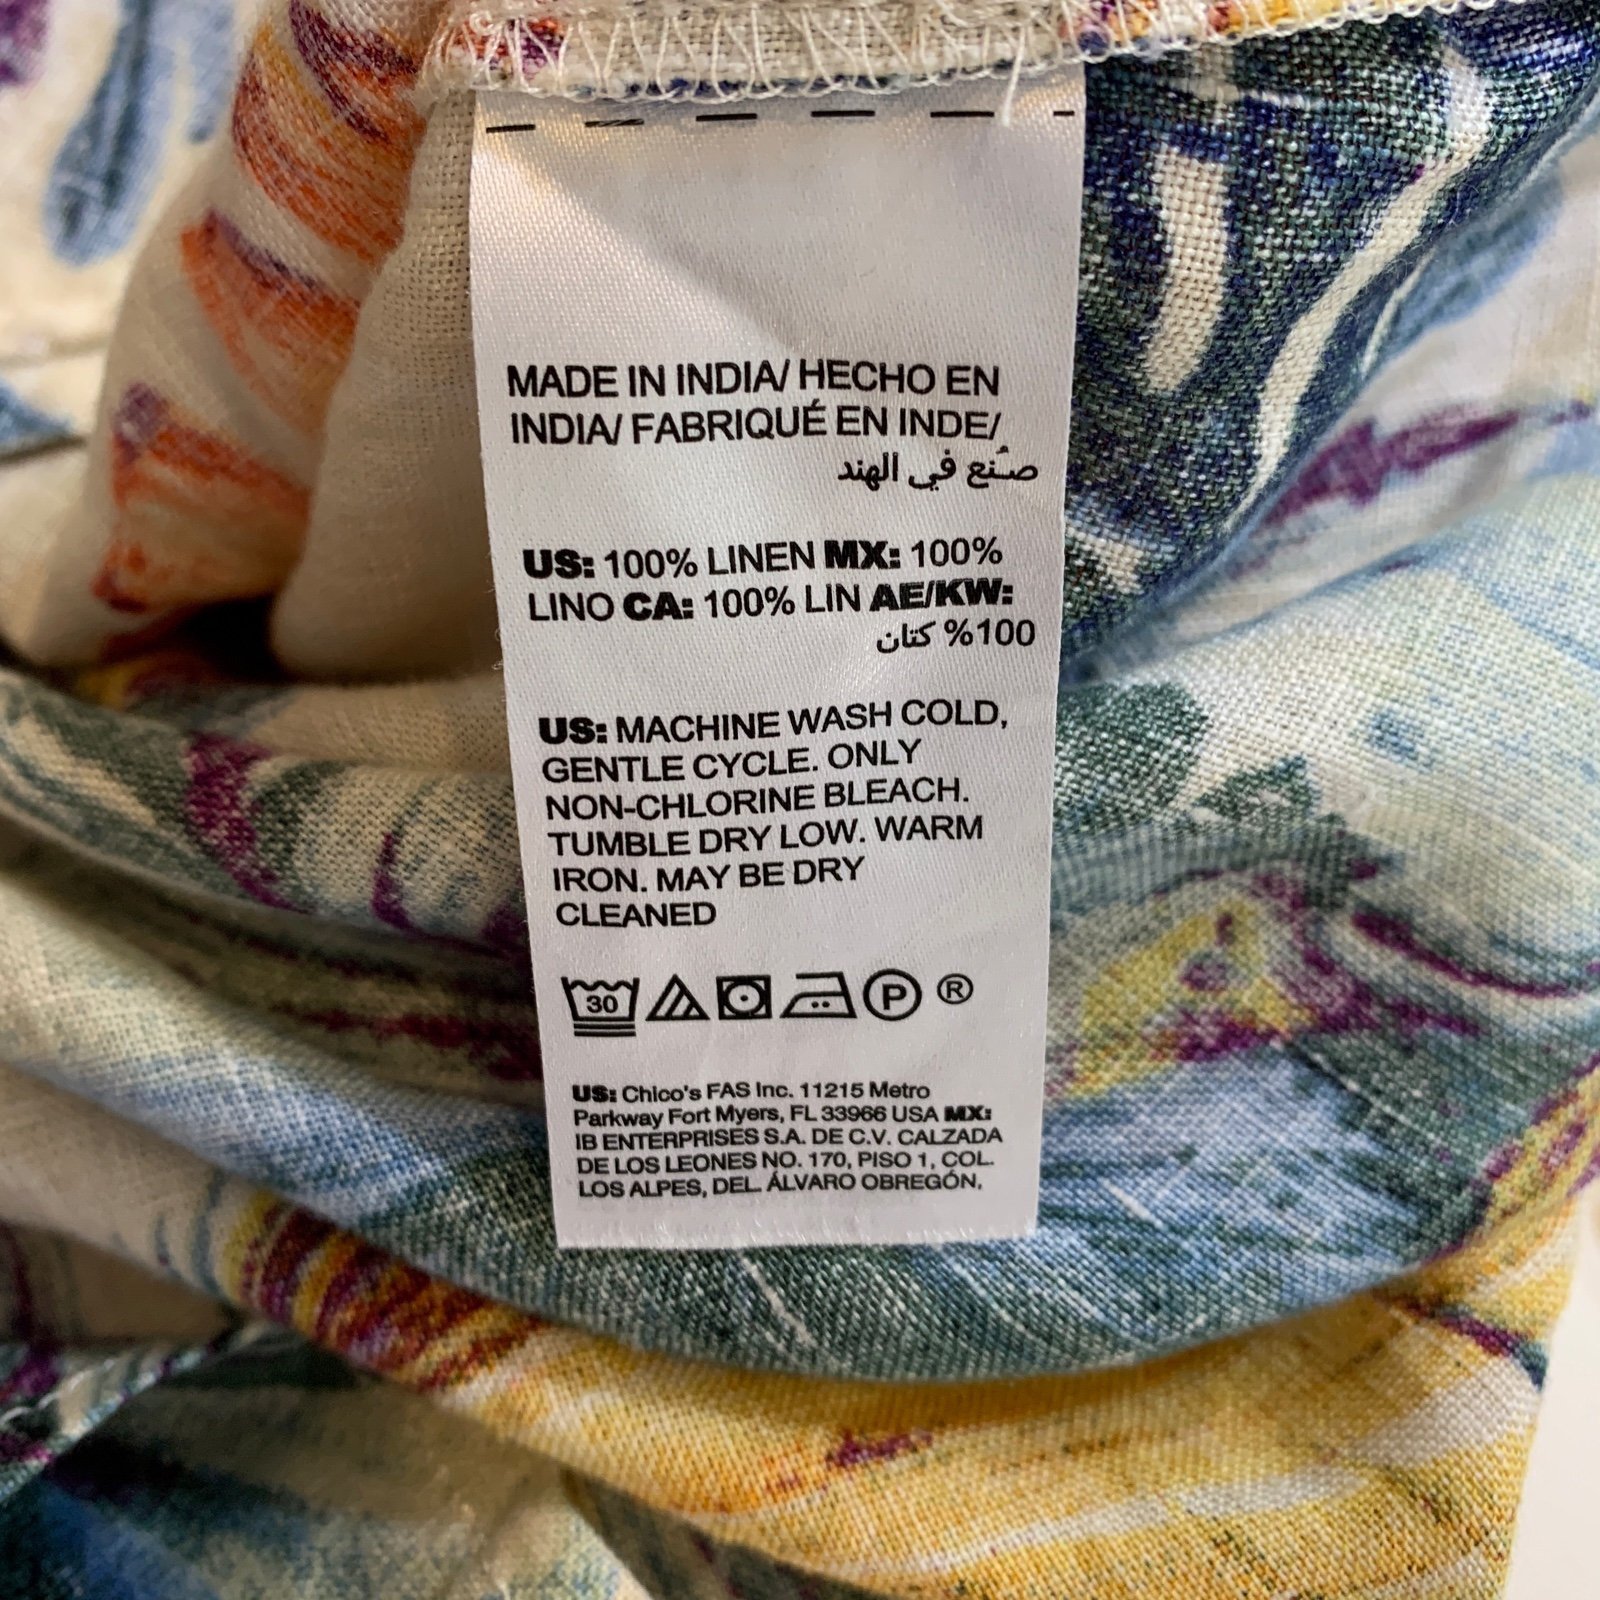 MADE IN INDIA/ HECHO EN
INDIA/ FABRIQUÉ EN INDE/
صُنع في الهند
US: 100% LINEN MX: 100%
LINO CA: 100% LIN AE/KW:
100% كتان
US: MACHINE WASH COLD,
GENTLE CYCLE. ONLY
NON-CHLORINE BLEACH.
TUMBLE DRY LOW. WARM
IRON. MAY BE DRY
CLEANED
30 P ®
US: Chico's FAS Inc. 11215 Metro
Parkway Fort Myers, FL 33966 USA MX:
IB ENTERPRISES S.A. DE C.V. CALZADA
DE LOS LEONES NO. 170, PISO 1, COL.
LOS ALPES, DEL. ÁLVARO OBREGÓN,